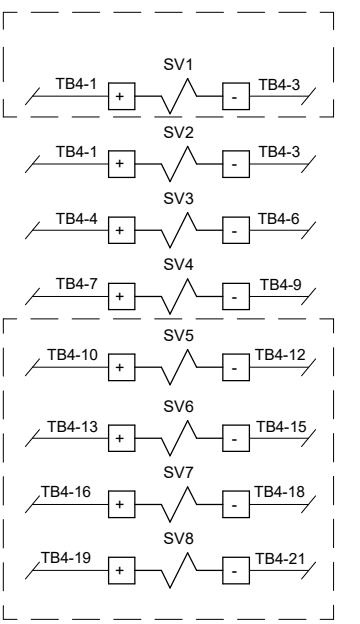 SV1
TB4-1 + - TB4-3
SV2
TB4-1 + - TB4-3
SV3
TB4-4 + - TB4-6
SV4
TB4-7 + - TB4-9
SV5
TB4-10 + - TB4-12
SV6
TB4-13 + - TB4-15
SV7
TB4-16 + - TB4-18
SV8
TB4-19 + - TB4-21